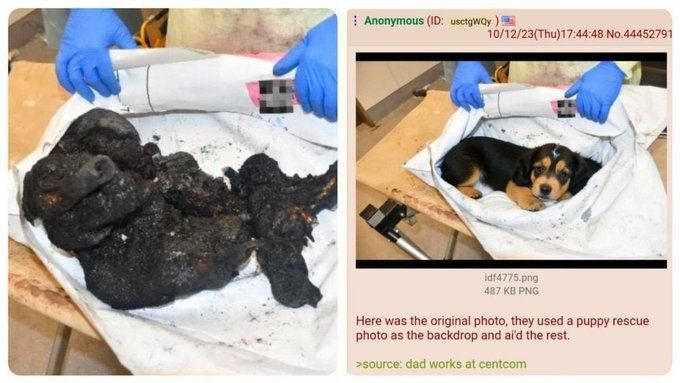 Anonymous (ID: usctgWQy )
10/12/23(Thu)17:44:48 No.44452791
idf4775.png
487 KB PNG
Here was the original photo, they used a puppy rescue
photo as the backdrop and ai'd the rest.
>source: dad works at centcom